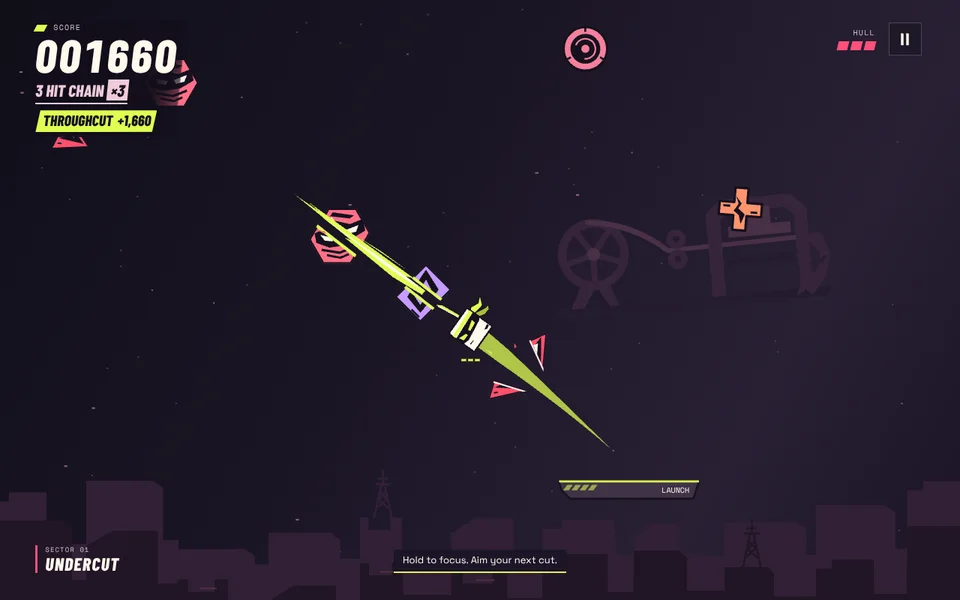 SCORE
001660
3 HIT CHAIN ×3
THROUGHCUT +1,660
HULL
LAUNCH
SECTOR 01
UNDERCUT
Hold to focus. Aim your next cut.